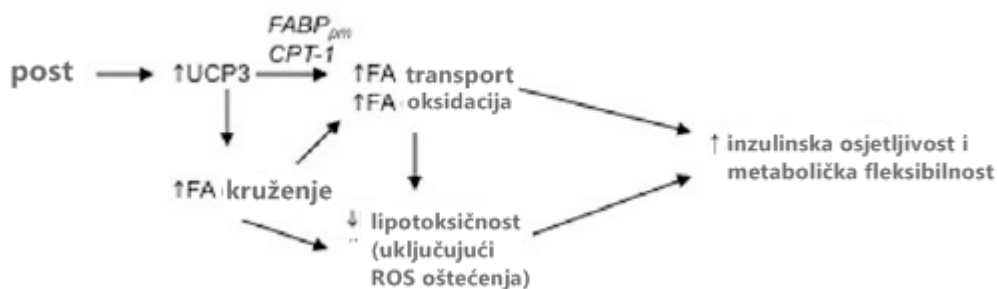 FABPpm
CPT-1
post
↑UCP3
↑FA transport
↑FA oksidacija
↑ inzulinska osjetljivost i
metabolička fleksibilnost
↑FA kruženje
↓ lipotoksičnost
(uključujući
ROS oštećenja)